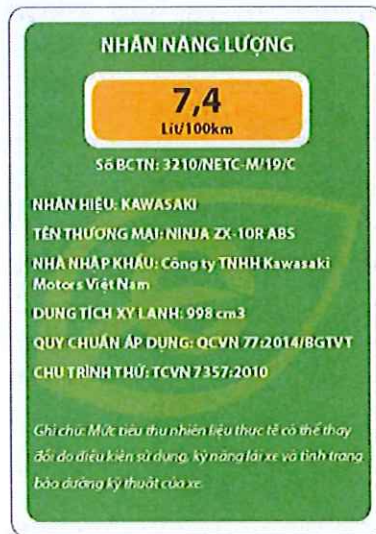 NHÃN NĂNG LƯỢNG
7,4
Lít/100km
Số BCTN: 3210/NETC-M/19/C
NHÃN HIỆU: KAWASAKI
TÊN THƯƠNG MẠI: NINJA ZX-10R ABS
NHÀ NHẬP KHẨU: Công ty TNHH Kawasaki
Motors Việt Nam
DUNG TÍCH XY LANH: 998 cm3
QUY CHUẨN ÁP DỤNG: QCVN 77:2014/BGTVT
CHU TRÌNH THỬ: TCVN 7357:2010
Ghi chú: Mức tiêu thụ nhiên liệu thực tế có thể thay
đổi do điều kiện sử dụng, kỹ năng lái xe và tình trạng
bảo dưỡng kỹ thuật của xe.